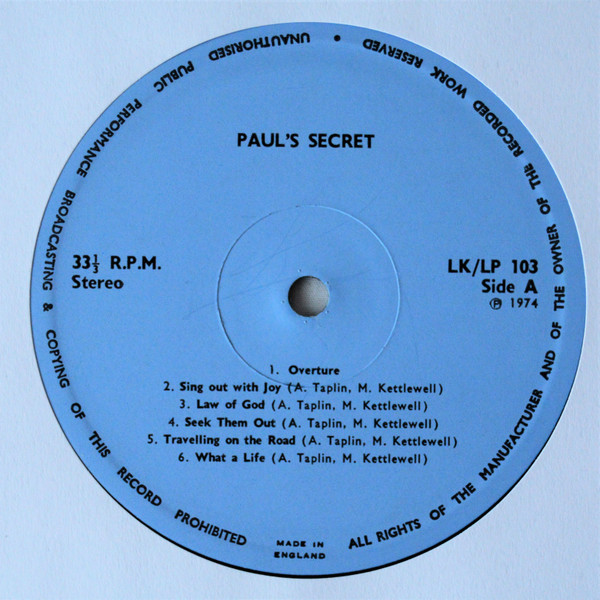 PAUL'S SECRET
33⅓ R.P.M.
Stereo
LK/LP 103
Side A
Ⓟ 1974
1. Overture
2. Sing out with Joy (A. Taplin, M. Kettlewell)
3. Law of God (A. Taplin, M. Kettlewell)
4. Seek Them Out (A. Taplin, M. Kettlewell)
5. Travelling on the Road (A. Taplin, M. Kettlewell)
6. What a Life (A. Taplin, M. Kettlewell)
ALL RIGHTS OF THE MANUFACTURER AND OF THE OWNER OF THE RECORDED WORK RESERVED • UNAUTHORISED PUBLIC PERFORMANCE BROADCASTING & COPYING OF THIS RECORD PROHIBITED
MADE IN
ENGLAND